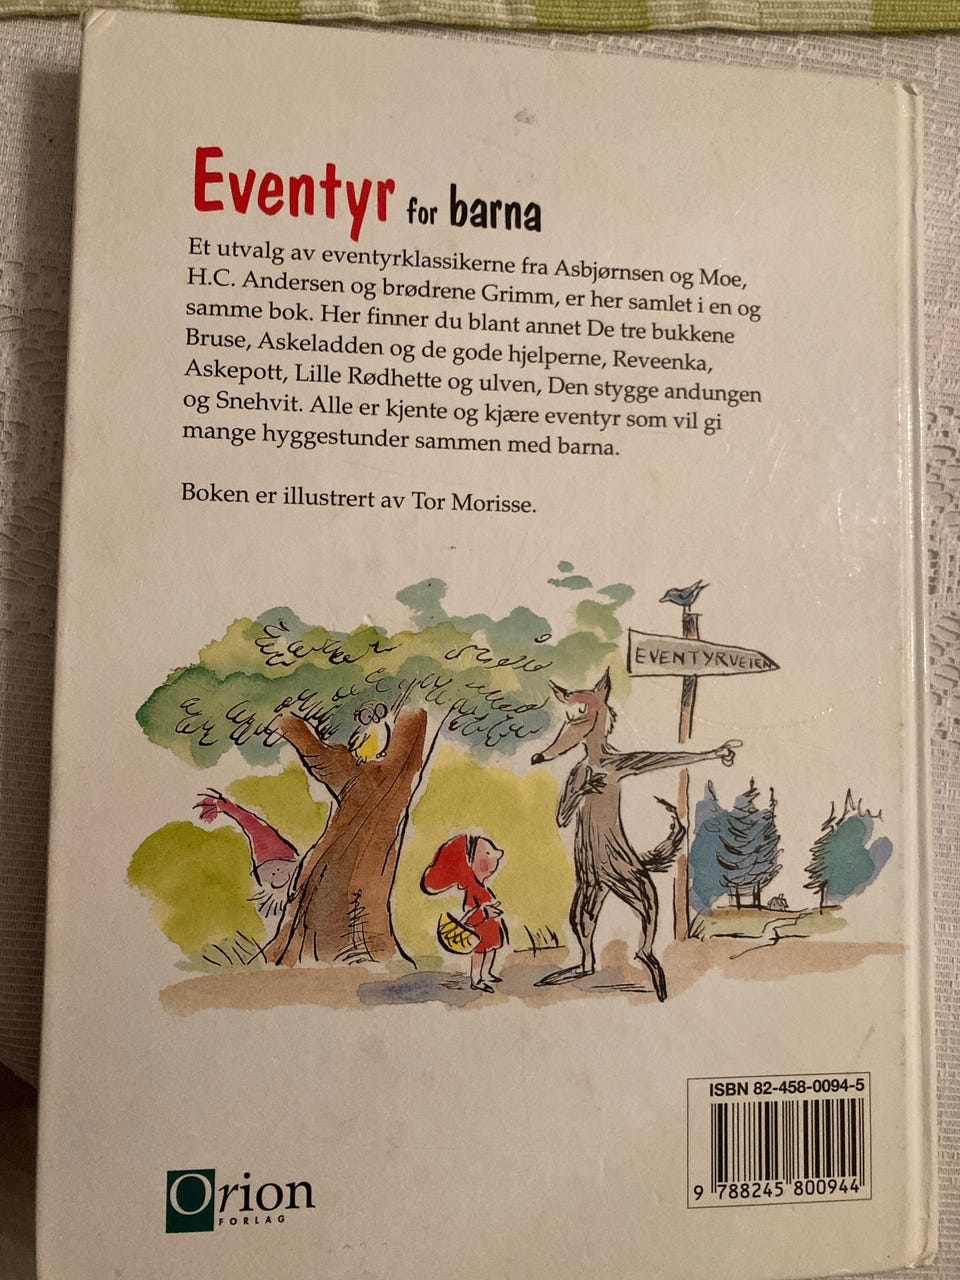 Eventyr for barna
Et utvalg av eventyrklassikerne fra Asbjørnsen og Moe,
H.C. Andersen og brødrene Grimm, er her samlet i en og
samme bok. Her finner du blant annet De tre bukkene
Bruse, Askeladden og de gode hjelperne, Reveenka,
Askepott, Lille Rødhette og ulven, Den stygge andungen
og Snehvit. Alle er kjente og kjære eventyr som vil gi
mange hyggestunder sammen med barna.
Boken er illustrert av Tor Morisse.
EVENTYRVEIEN
ISBN 82-458-0094-5
9 788245 800944
Orion
FORLAG